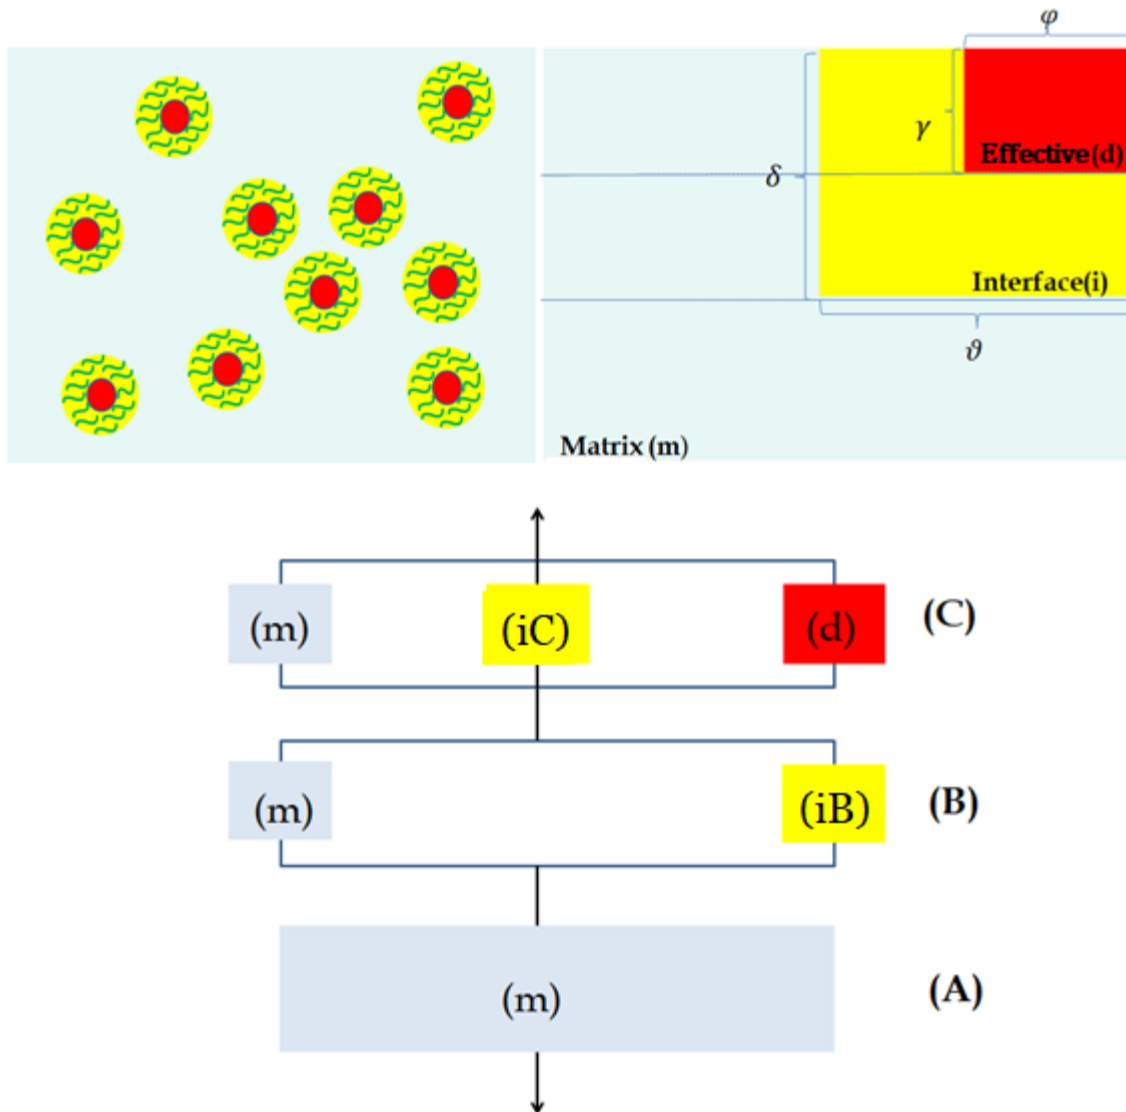 φ
γ
Effective (d)
δ
Interface(i)
ϑ
Matrix (m)
(m) (iC) (d) (C)
(m) (iB) (B)
(m) (A)